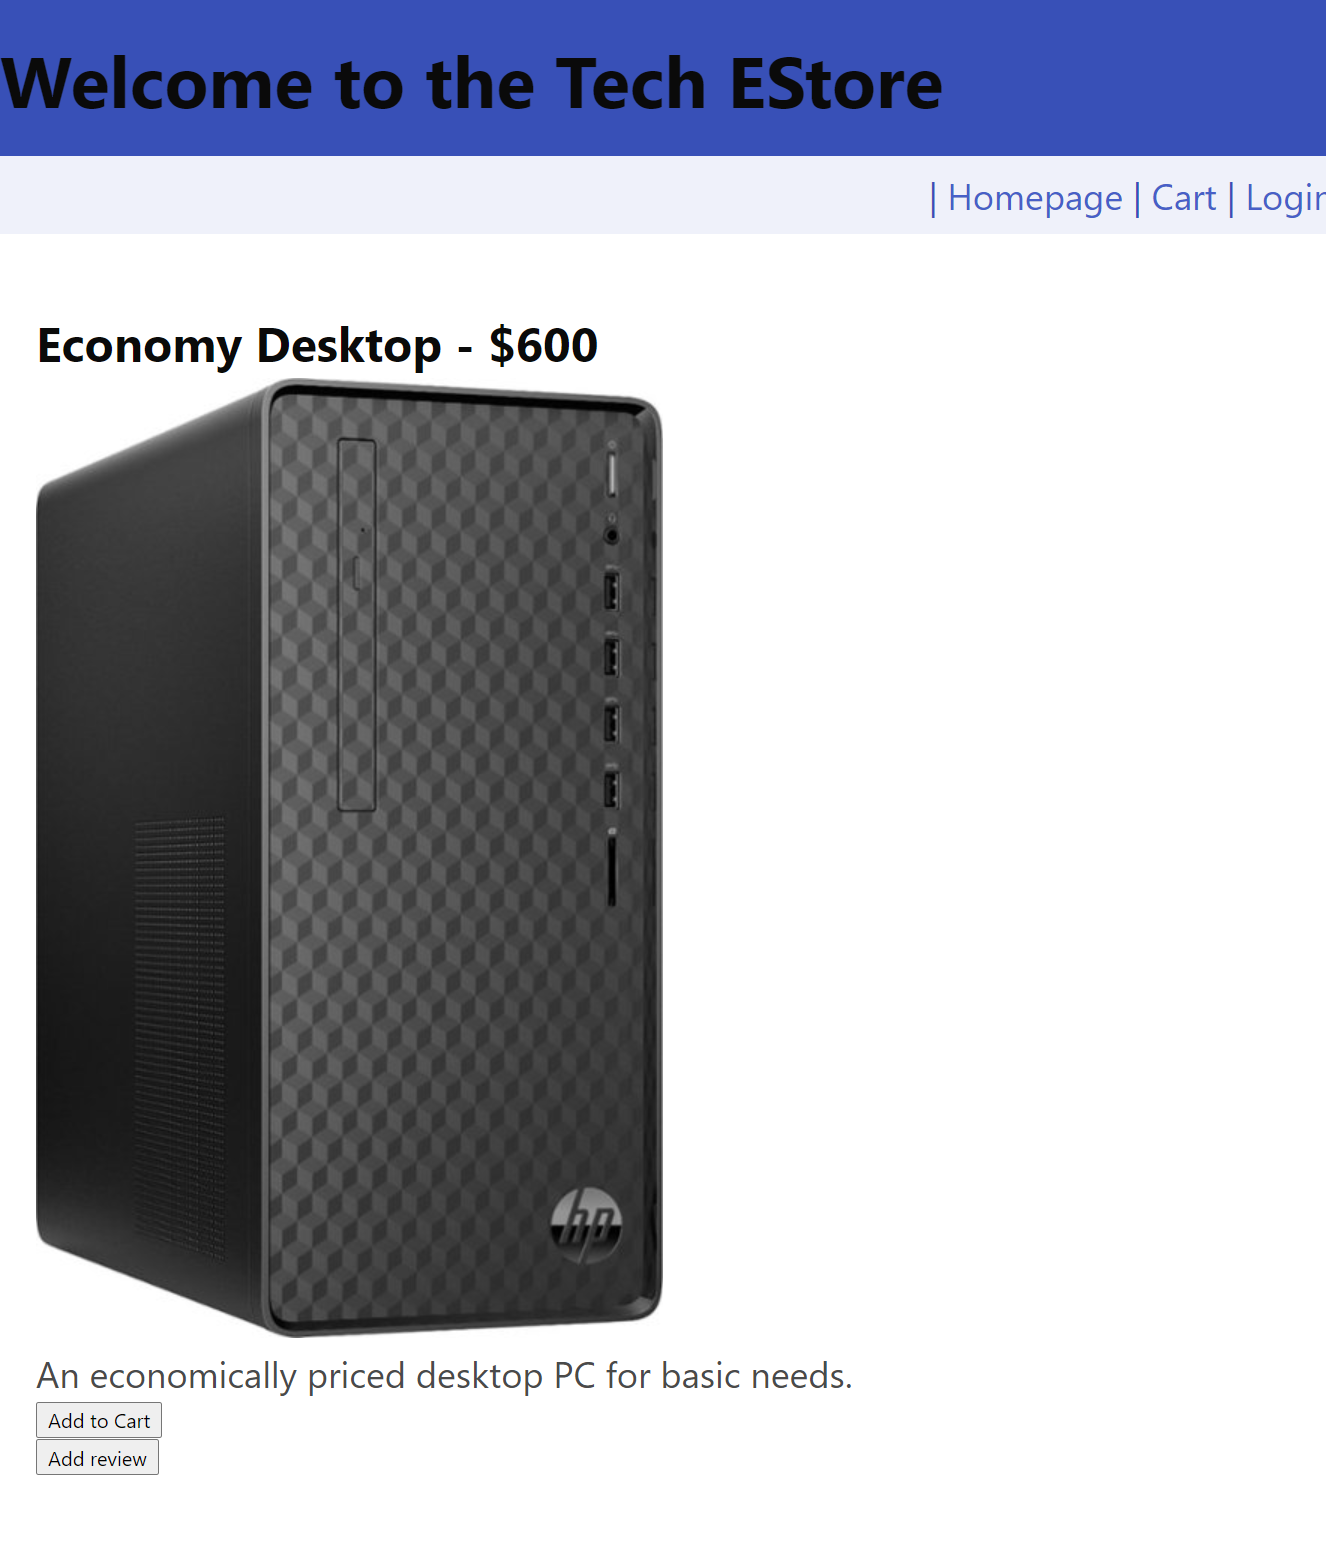 Welcome to the Tech EStore
| Homepage | Cart | Login
Economy Desktop - $600
hp
An economically priced desktop PC for basic needs.
Add to Cart
Add review